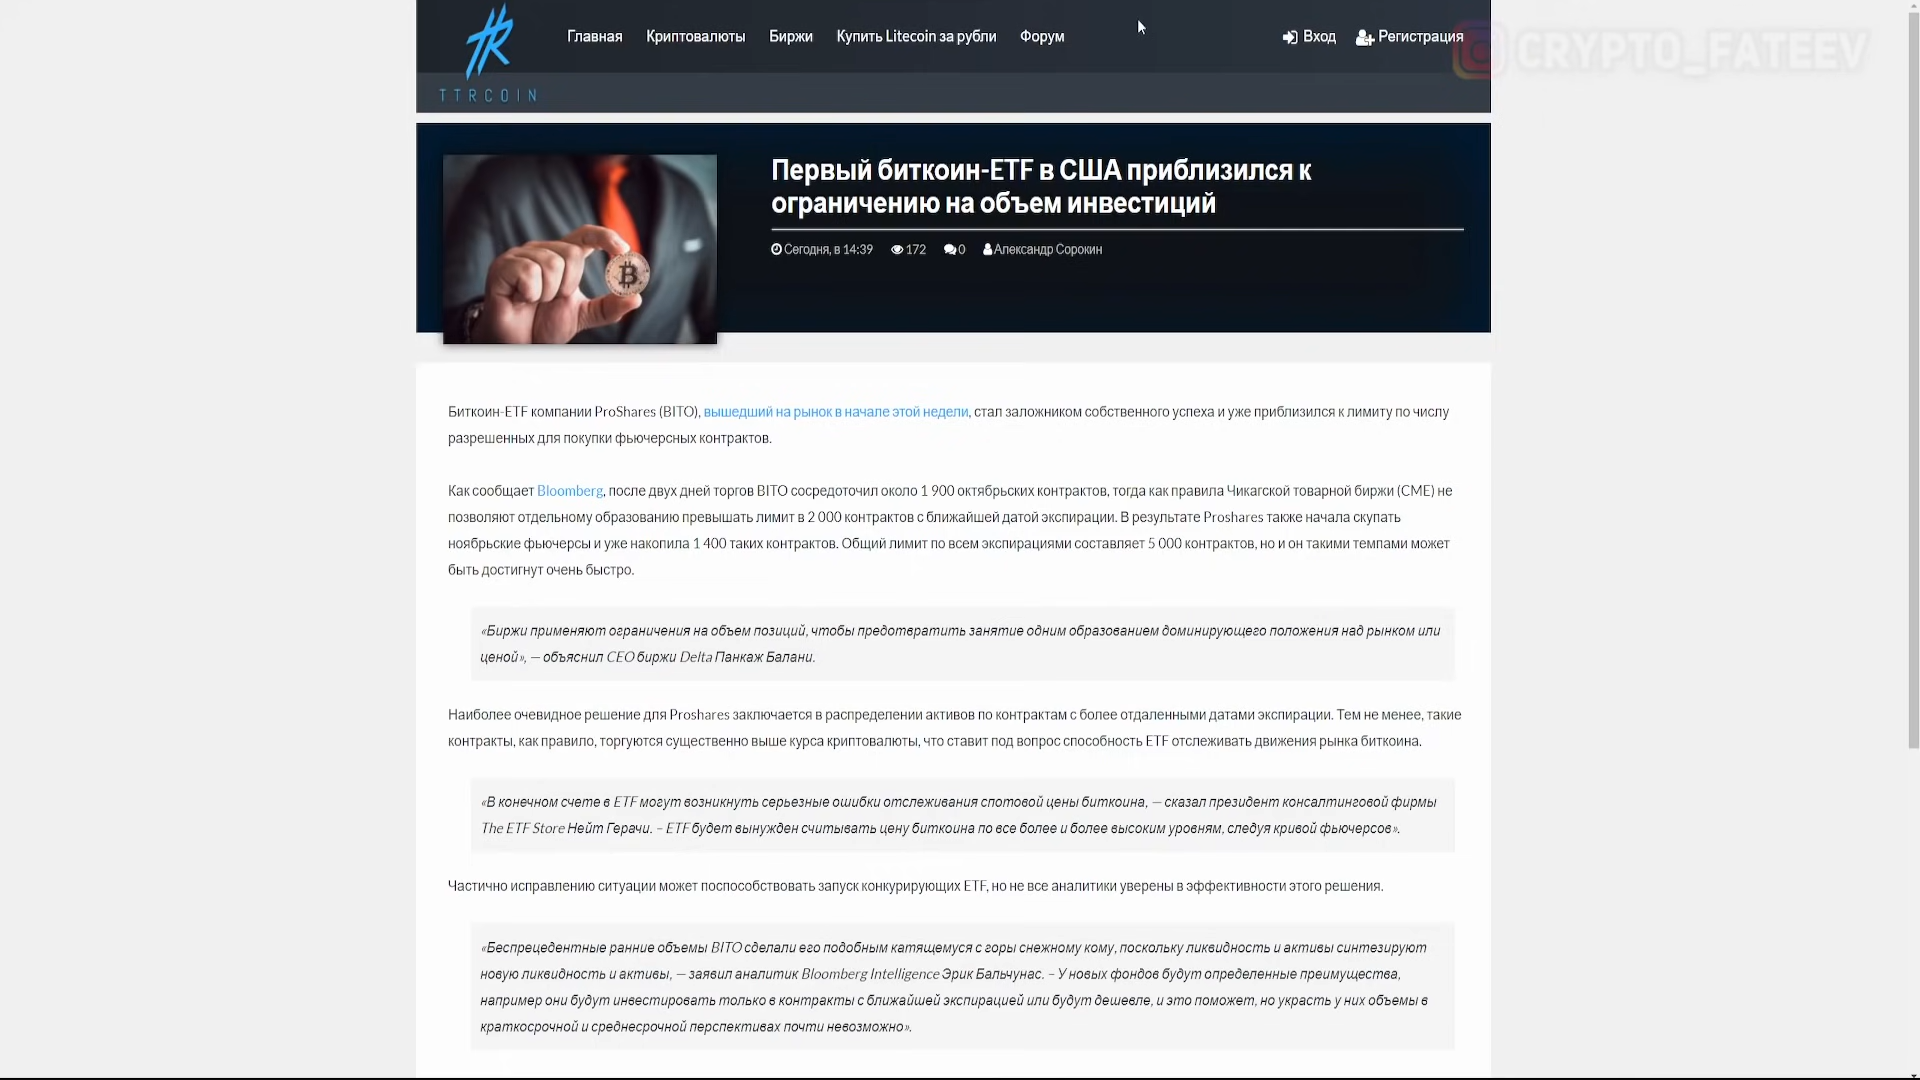 Главная Криптовалюты Биржи Купить Litecoin за рубли Форум Вход Регистрация
CRYPTO_FATEEV
TTRCOIN
Первый биткоин-ETF в США приблизился к
ограничению на объем инвестиций
Сегодня, в 14:39 172 0 Александр Сорокин
Биткоин-ETF компании ProShares (BITO), вышедший на рынок в начале этой недели, стал заложником собственного успеха и уже приблизился к лимиту по числу
разрешенных для покупки фьючерсных контрактов.
Как сообщает Bloomberg, после двух дней торгов BITO сосредоточил около 1 900 октябрьских контрактов, тогда как правила Чикагской товарной биржи (CME) не
позволяют отдельному образованию превышать лимит в 2 000 контрактов с ближайшей датой экспирации. В результате Proshares также начала скупать
ноябрьские фьючерсы и уже накопила 1 400 таких контрактов. Общий лимит по всем экспирациями составляет 5 000 контрактов, но и он такими темпами может
быть достигнут очень быстро.
«Биржи применяют ограничения на объем позиций, чтобы предотвратить занятие одним образованием доминирующего положения над рынком или
ценой», — объяснил CEO биржи Delta Панкаж Балани.
Наиболее очевидное решение для Proshares заключается в распределении активов по контрактам с более отдаленными датами экспирации. Тем не менее, такие
контракты, как правило, торгуются существенно выше курса криптовалюты, что ставит под вопрос способность ETF отслеживать движения рынка биткоина.
«В конечном счете в ETF могут возникнуть серьезные ошибки отслеживания спотовой цены биткоина, — сказал президент консалтинговой фирмы
The ETF Store Нейт Герачи. – ETF будет вынужден считывать цену биткоина по все более и более высоким уровням, следуя кривой фьючерсов».
Частично исправлению ситуации может поспособствовать запуск конкурирующих ETF, но не все аналитики уверены в эффективности этого решения.
«Беспрецедентные ранние объемы BITO сделали его подобным катящемуся с горы снежному кому, поскольку ликвидность и активы синтезируют
новую ликвидность и активы, — заявил аналитик Bloomberg Intelligence Эрик Бальчунас. – У новых фондов будут определенные преимущества,
например они будут инвестировать только в контракты с ближайшей экспирацией или будут дешевле, и это поможет, но украсть у них объемы в
краткосрочной и среднесрочной перспективах почти невозможно».